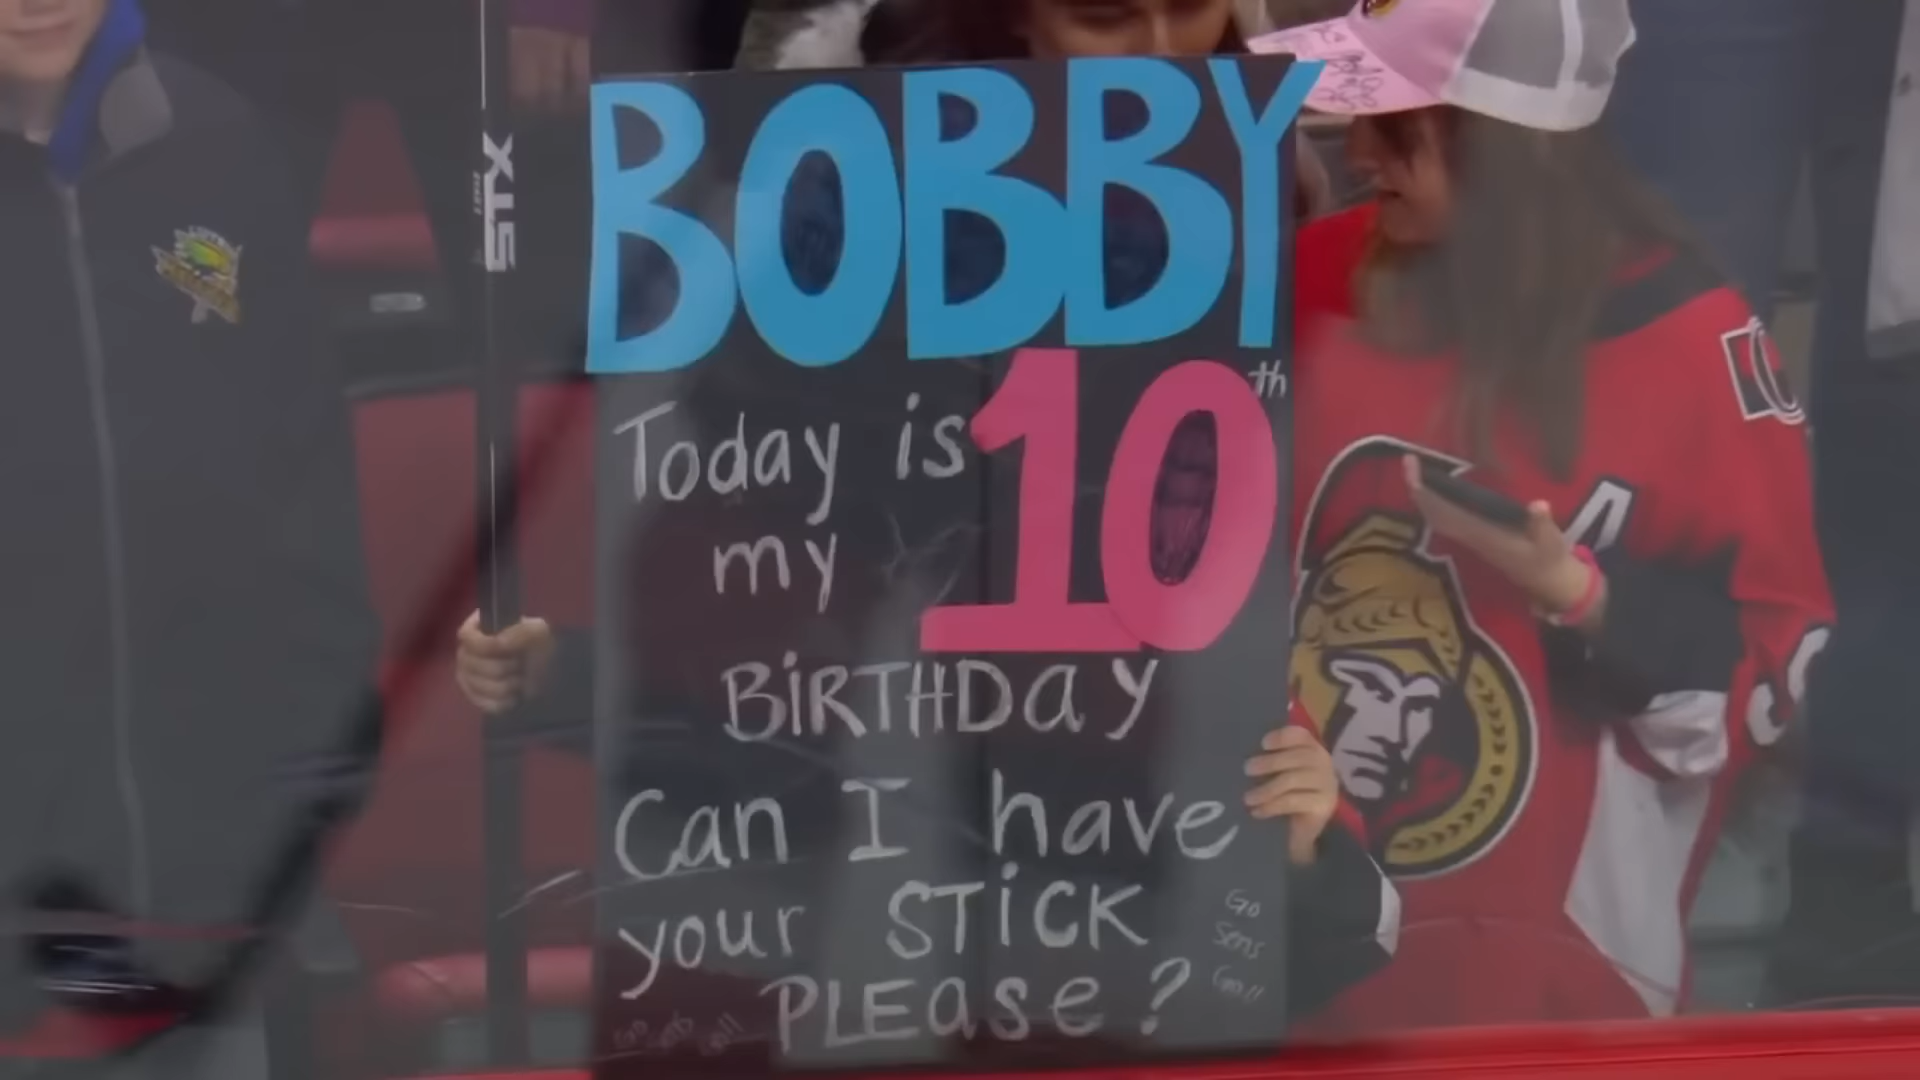 BOBBY
Today is 10th
my
BIRTHDay
Can I have
your STICK
PLEase?
Go
Sens
Go!!
STX